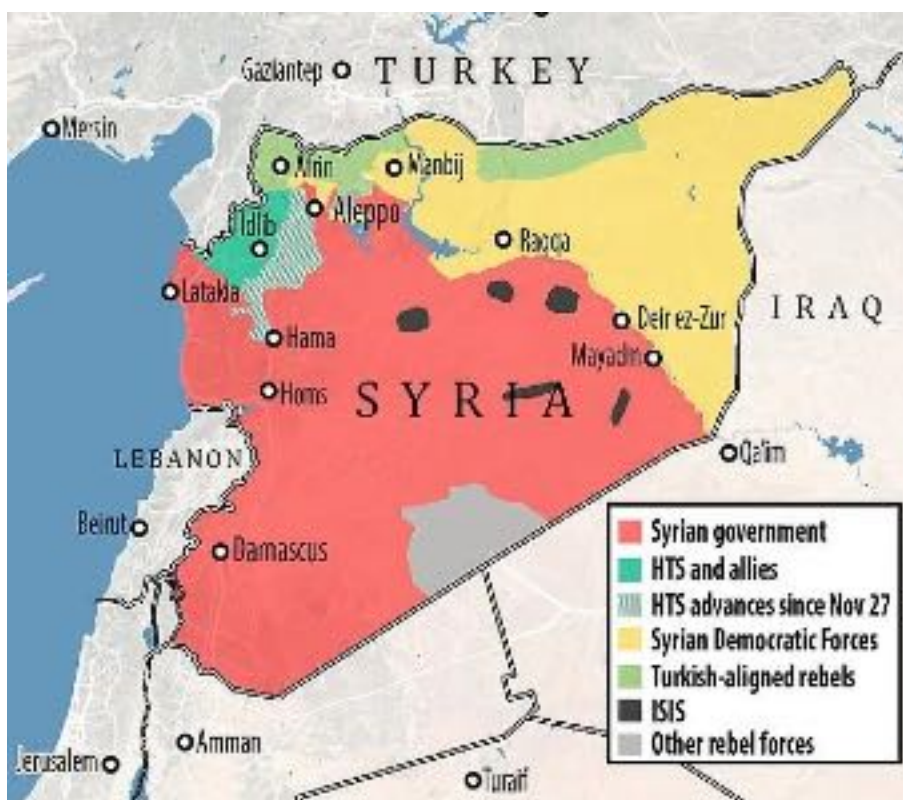 Gaziantep
TURKEY
Mersin
Afrin
Manbij
Aleppo
Idlib
Raqqa
Latakia
IRAQ
Deir ez-Zur
Hama
Mayadin
Homs
SYRIA
LEBANON
Qa'im
Beirut
Damascus
Syrian government
HTS and allies
HTS advances since Nov 27
Syrian Democratic Forces
Turkish-aligned rebels
ISIS
Other rebel forces
Amman
Jerusalem
Turaif